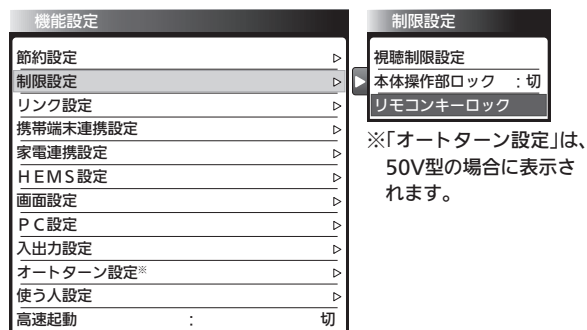 機能設定
節約設定
制限設定
リンク設定
携帯端末連携設定
家電連携設定
HEMS設定
画面設定
PC設定
入出力設定
オートターン設定※
使う人設定
高速起動 : 切
制限設定
視聴制限設定
本体操作部ロック :切
リモコンキーロック
※「オートターン設定」は、
50V型の場合に表示さ
れます。